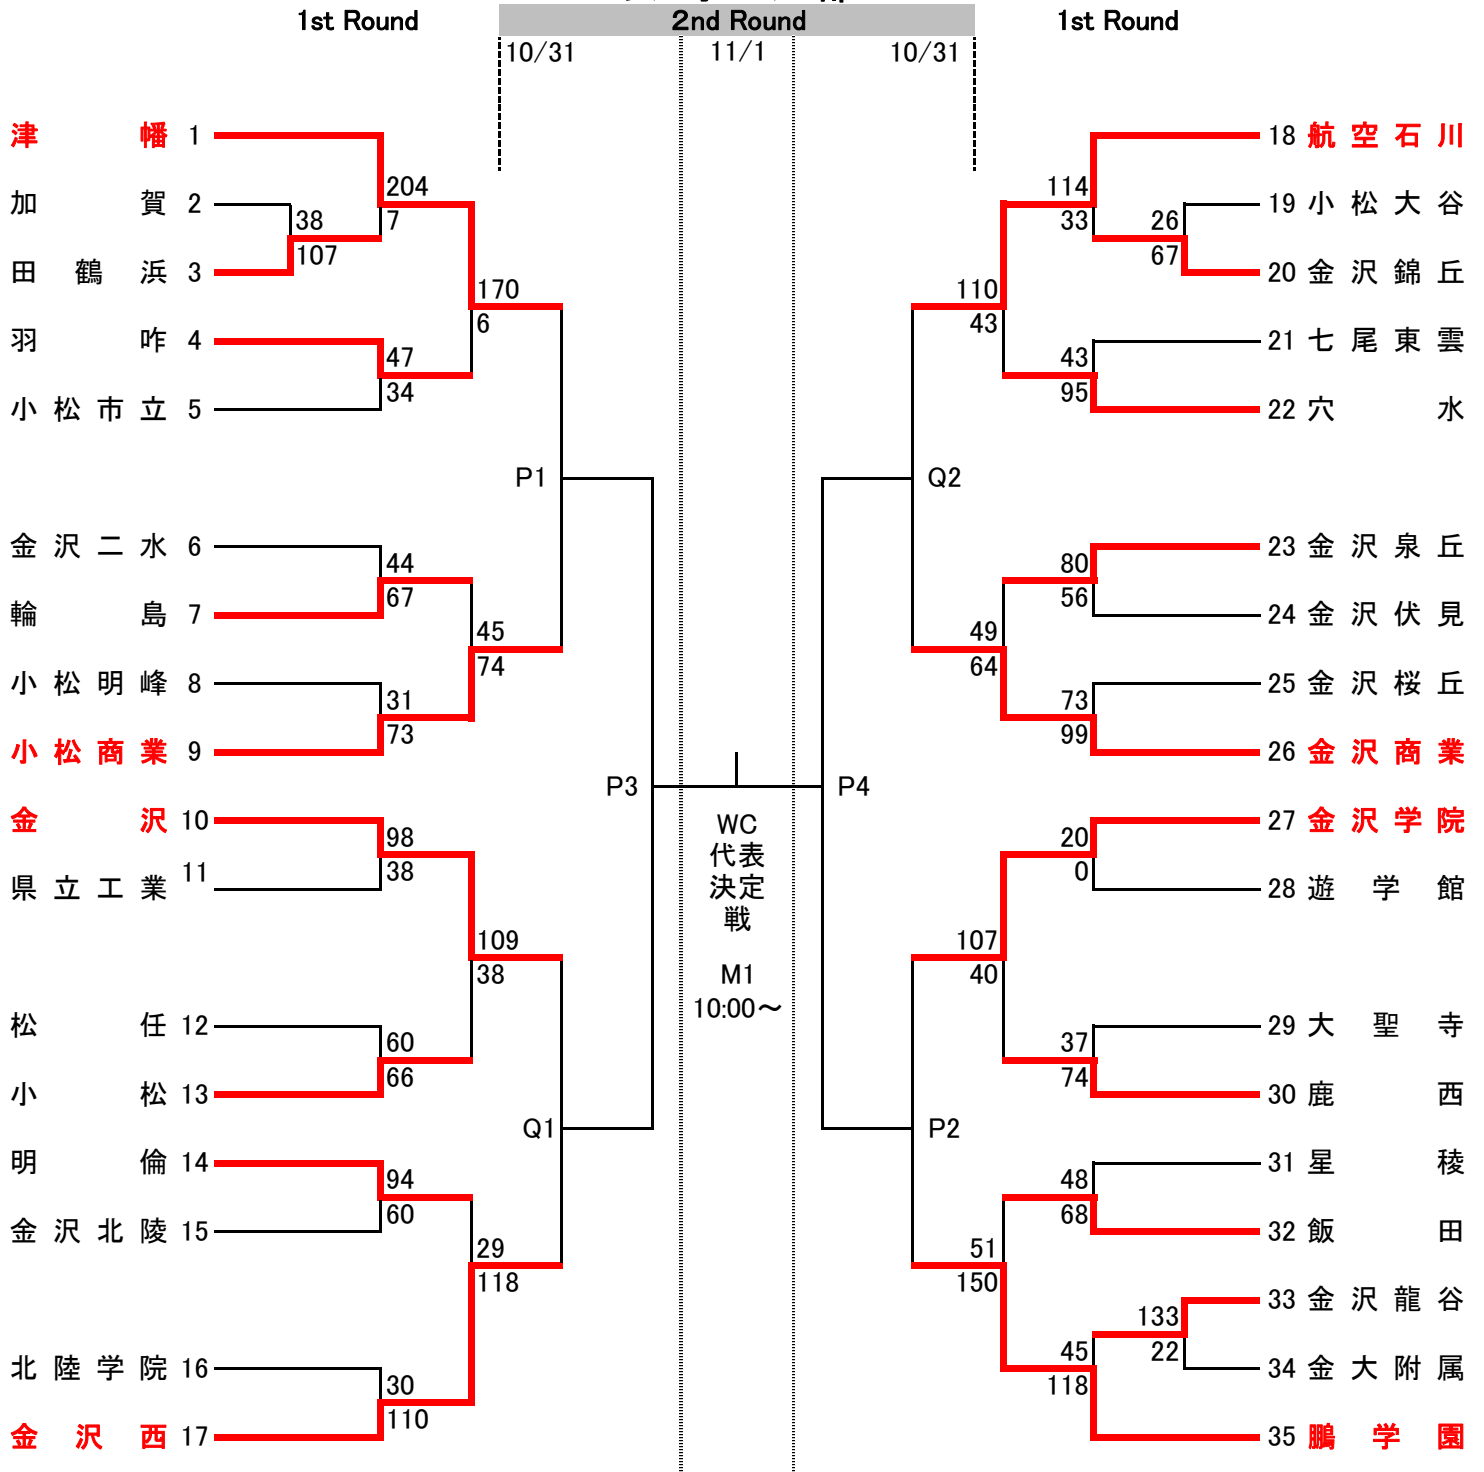 1st Round 2nd Round 1st Round
10/31 11/1 10/31
津幡 1
204
加賀 2
38
7
107
田鶴浜 3
170
6
羽咋 4
47
34
小松市立 5
P1
金沢二水 6
44
67
輪島 7
45
74
小松明峰 8
31
73
小松商業 9
P3
金沢 10
98
38
県立工業 11
109
38
松任 12
60
66
小松 13
Q1
明倫 14
94
60
金沢北陵 15
29
118
北陸学院 16
30
110
金沢西 17
WC
代表
決定
戦
M1
10:00～
18 航空石川
114
33
19 小松大谷
26
67
20 金沢錦丘
110
43
21 七尾東雲
43
95
22 穴水
Q2
23 金沢泉丘
80
56
24 金沢伏見
49
64
25 金沢桜丘
73
99
26 金沢商業
P4
27 金沢学院
20
0
28 遊学館
107
40
29 大聖寺
37
74
30 鹿西
P2
31 星稜
48
68
32 飯田
51
150
33 金沢龍谷
133
22
45
118
34 金大附属
35 鵬学園